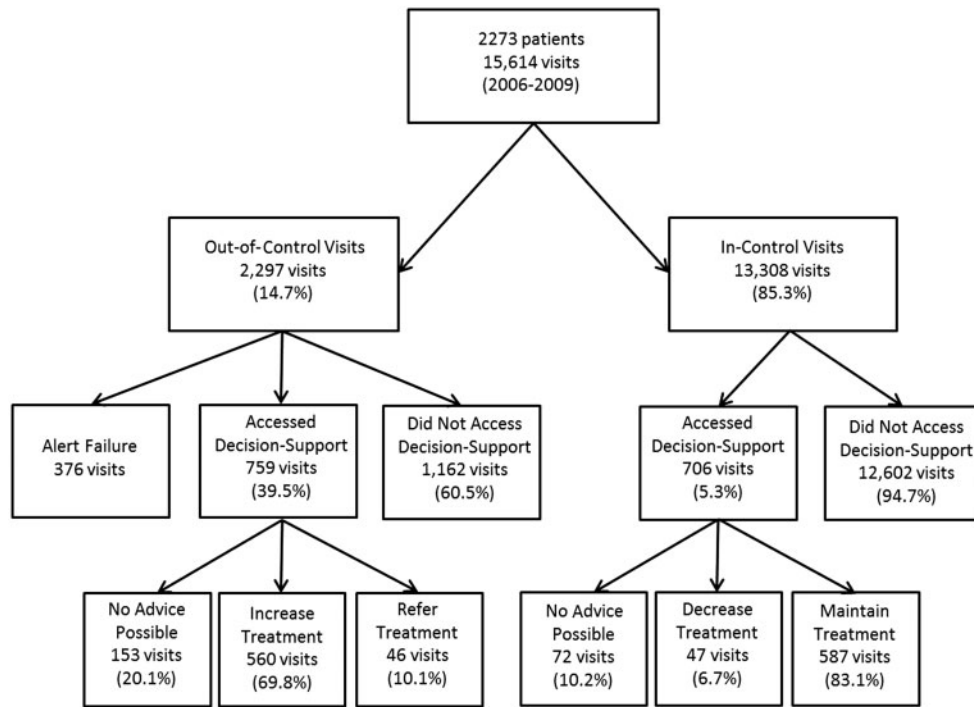 2273 patients
15,614 visits
(2006-2009)
Out-of-Control Visits
2,297 visits
(14.7%)
In-Control Visits
13,308 visits
(85.3%)
Alert Failure
376 visits
Accessed
Decision-Support
759 visits
(39.5%)
Did Not Access
Decision-Support
1,162 visits
(60.5%)
Accessed
Decision-Support
706 visits
(5.3%)
Did Not Access
Decision-Support
12,602 visits
(94.7%)
No Advice
Possible
153 visits
(20.1%)
Increase
Treatment
560 visits
(69.8%)
Refer
Treatment
46 visits
(10.1%)
No Advice
Possible
72 visits
(10.2%)
Decrease
Treatment
47 visits
(6.7%)
Maintain
Treatment
587 visits
(83.1%)